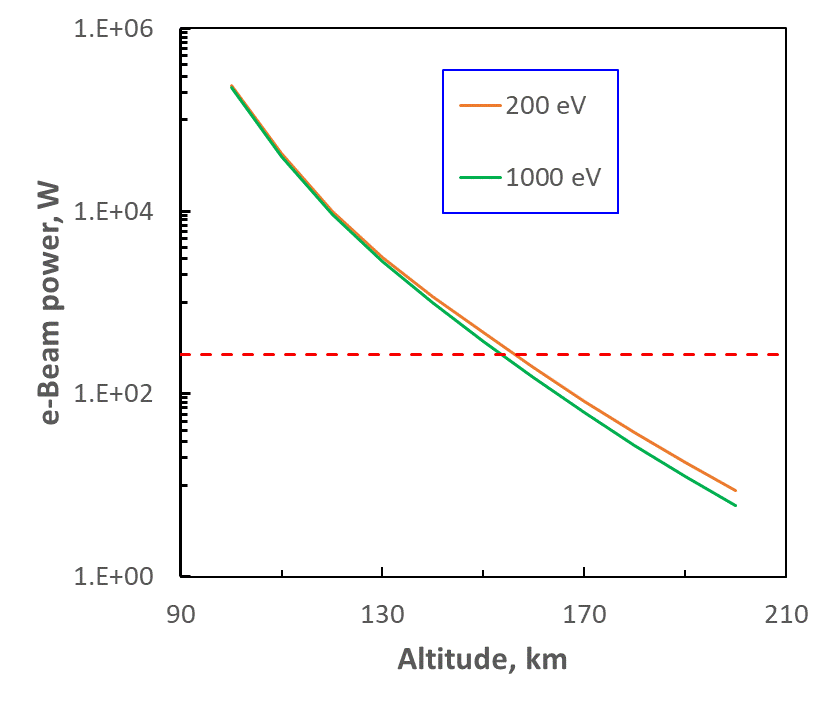 1.E+06
200 eV
1000 eV
1.E+04
e-Beam power, W
1.E+02
1.E+00
90 130 170 210
Altitude, km